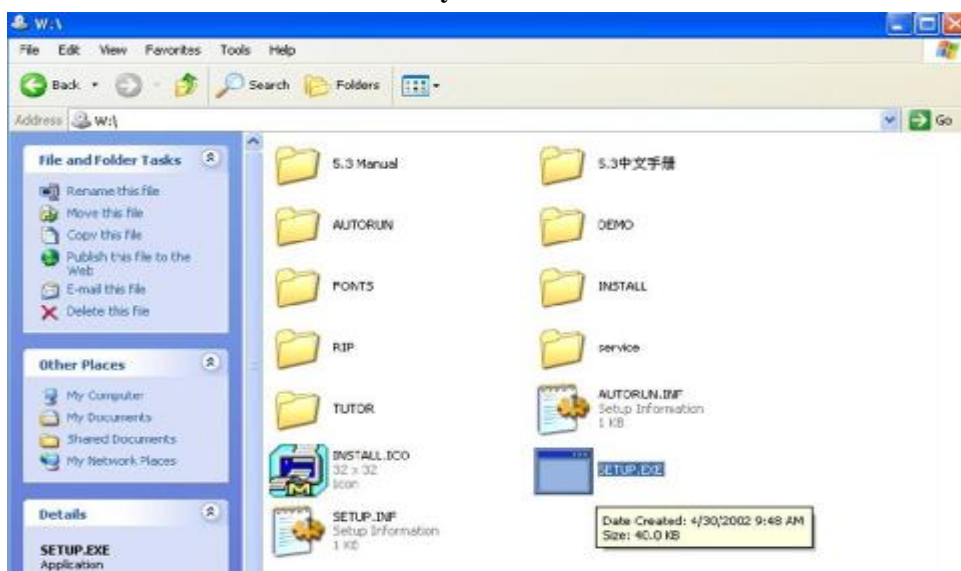 y
W:\
File Edit View Favorites Tools Help
Back Search Folders
Address W:\ Go
File and Folder Tasks
Rename this file
Move this file
Copy this file
Publish this file to the
Web
E-mail this file
Delete this file
Other Places
My Computer
My Documents
Shared Documents
My Network Places
Details
SETUP.EXE
Application
5.3 Manual
5.3中文手册
AUTORUN
DEMO
FONTS
INSTALL
RIP
service
TUTOR
AUTORUN.INF
Setup Information
1 KB
INSTALL.ICO
32 x 32
Icon
SETUP.EXE
SETUP.INF
Setup Information
1 KB
Date Created: 4/30/2002 9:48 AM
Size: 40.0 KB